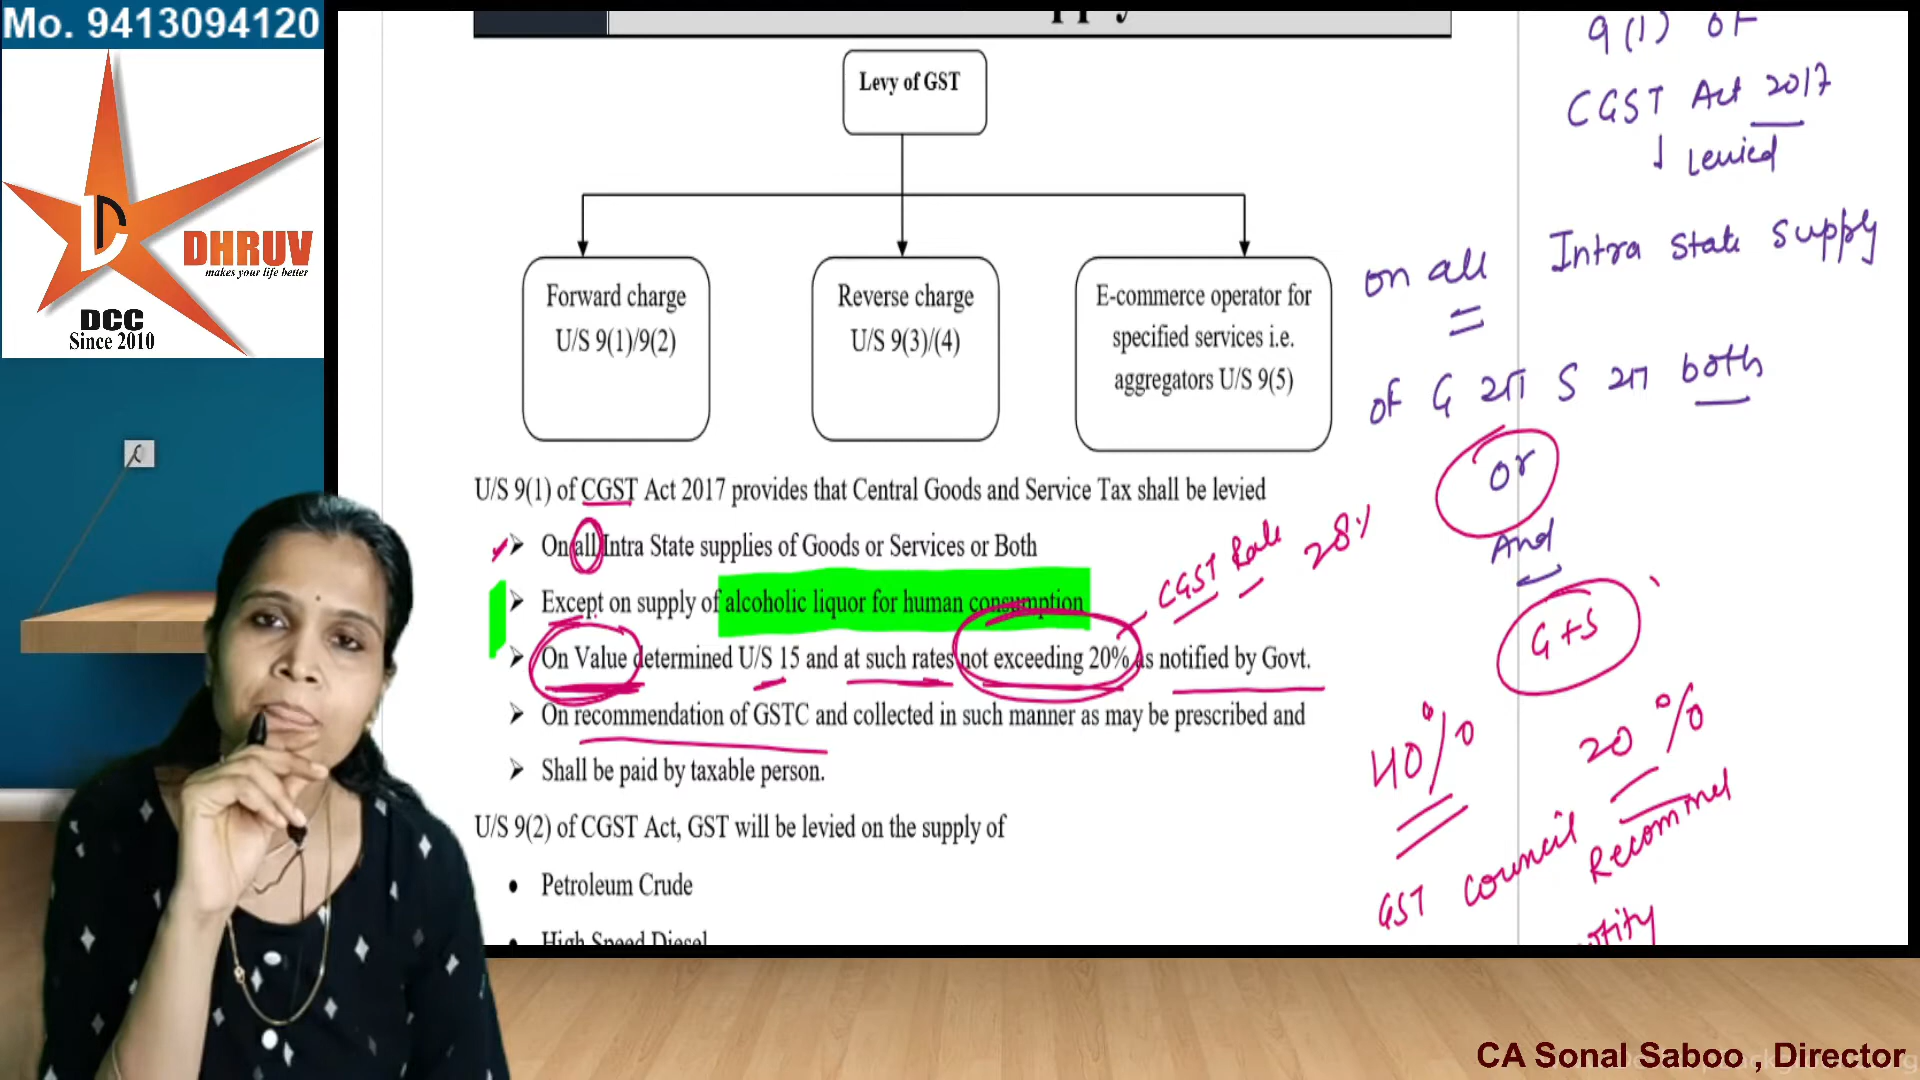 Mo. 9413094120
DC
DHRUV
makes your life better
DCC
Since 2010
Levy of GST
Forward charge
U/S 9(1)/9(2)
Reverse charge
U/S 9(3)/(4)
E-commerce operator for
specified services i.e.
aggregators U/S 9(5)
U/S 9(1) of CGST Act 2017 provides that Central Goods and Service Tax shall be levied
➢ On all Intra State supplies of Goods or Services or Both
➢ Except on supply of alcoholic liquor for human consumption
➢ On Value determined U/S 15 and at such rates not exceeding 20% as notified by Govt.
➢ On recommendation of GSTC and collected in such manner as may be prescribed and
➢ Shall be paid by taxable person.
U/S 9(2) of CGST Act, GST will be levied on the supply of
• Petroleum Crude
• High Speed Diesel
9(1) of
CGST Act 2017
↓ levied
on all Intra State supply
of G या S या both
Or
And
G+S
CGST Rate 28%
40%
20%
GST council Recommed
CA Sonal Saboo , Director